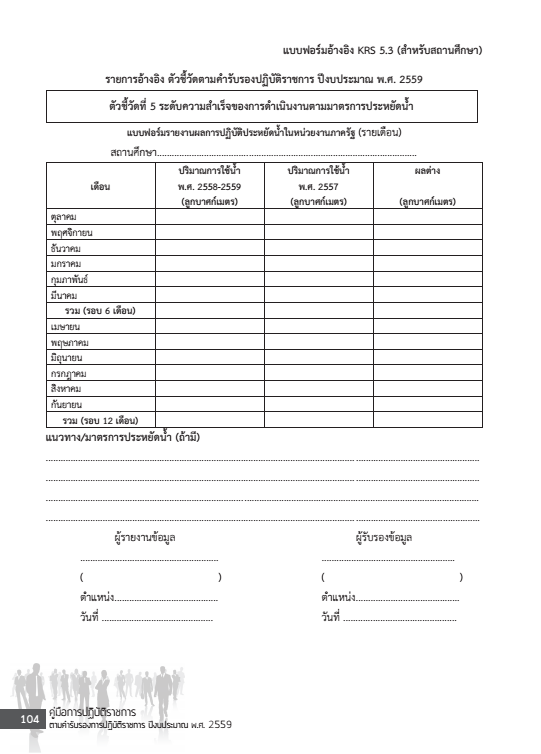 แบบฟอร์มอ้างอิง KRS 5.3 (สำหรับสถานศึกษา)
รายการอ้างอิง ตัวชี้วัดตามคำรับรองปฏิบัติราชการ ปีงบประมาณ พ.ศ. 2559
ตัวชี้วัดที่ 5 ระดับความสำเร็จของการดำเนินงานตามมาตรการประหยัดน้ำ
แบบฟอร์มรายงานผลการปฏิบัติประหยัดน้ำในหน่วยงานภาครัฐ (รายเดือน)
สถานศึกษา..........................................................................................
เดือน ปริมาณการใช้น้ำ พ.ศ. 2558-2559 (ลูกบาศก์เมตร) ปริมาณการใช้น้ำ พ.ศ. 2557 (ลูกบาศก์เมตร) ผลต่าง (ลูกบาศก์เมตร)
ตุลาคม
พฤศจิกายน
ธันวาคม
มกราคม
กุมภาพันธ์
มีนาคม
รวม (รอบ 6 เดือน)
เมษายน
พฤษภาคม
มิถุนายน
กรกฎาคม
สิงหาคม
กันยายน
รวม (รอบ 12 เดือน)
แนวทาง/มาตรการประหยัดน้ำ (ถ้ามี)
ผู้รายงานข้อมูล ผู้รับรองข้อมูล
( ) ( )
ตำแหน่ง...................................... ตำแหน่ง......................................
วันที่ ........................................ วันที่ ........................................
104 คู่มือการปฏิบัติราชการ
ตามคำรับรองการปฏิบัติราชการ ปีงบประมาณ พ.ศ. 2559